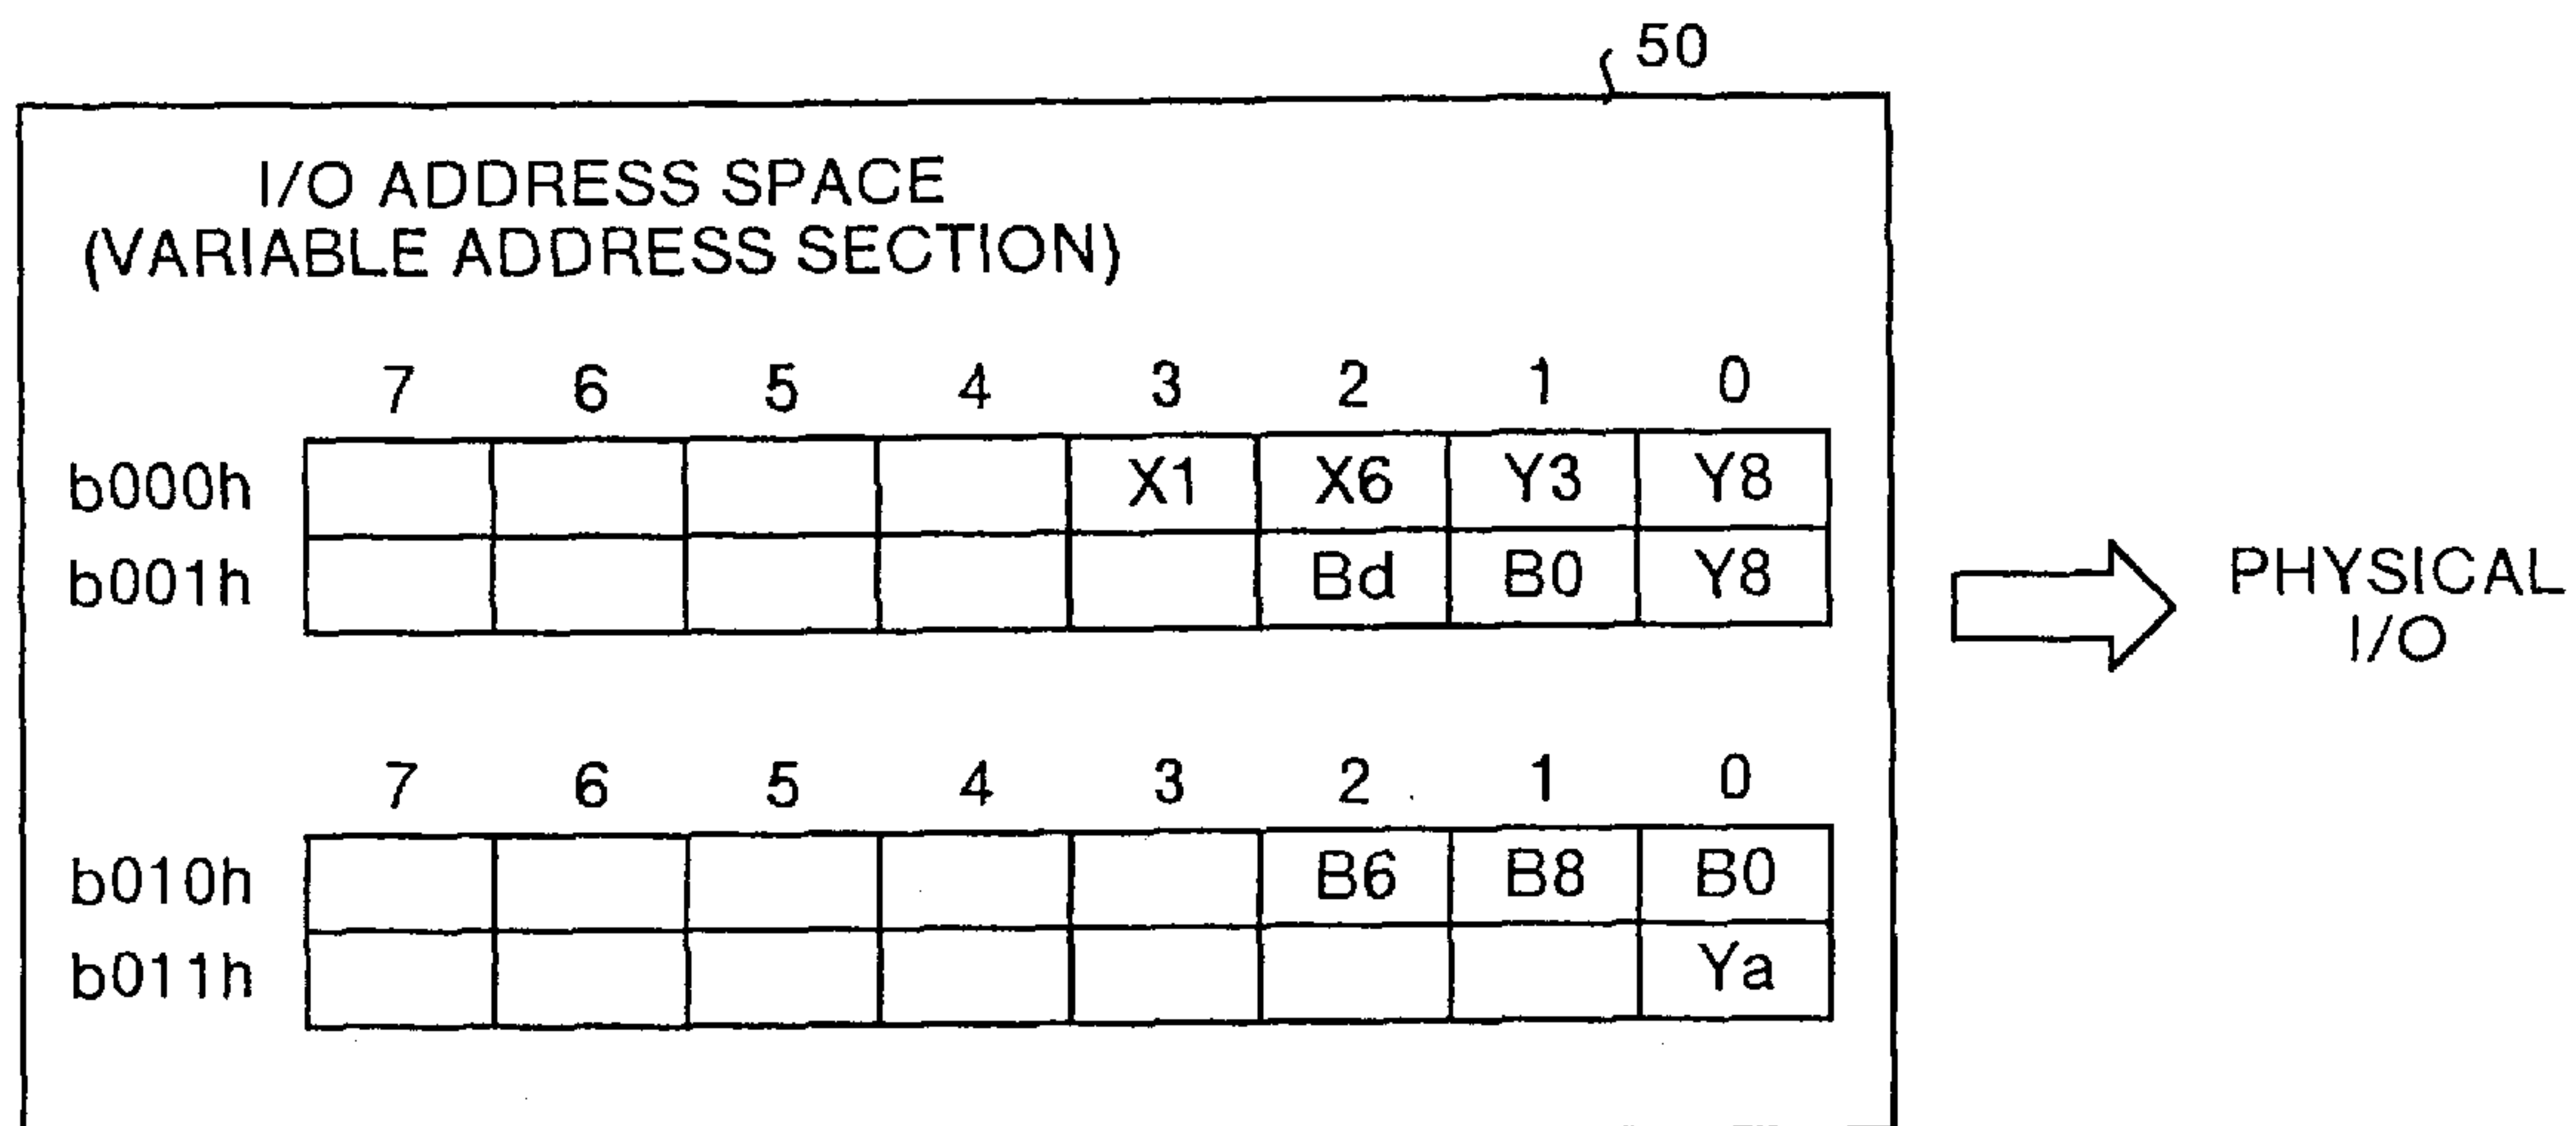 50
I/O ADDRESS SPACE
(VARIABLE ADDRESS SECTION)
7 6 5 4 3 2 1 0
b000h X1 X6 Y3 Y8
b001h Bd B0 Y8
PHYSICAL
I/O
7 6 5 4 3 2 1 0
b010h B6 B8 B0
b011h Ya